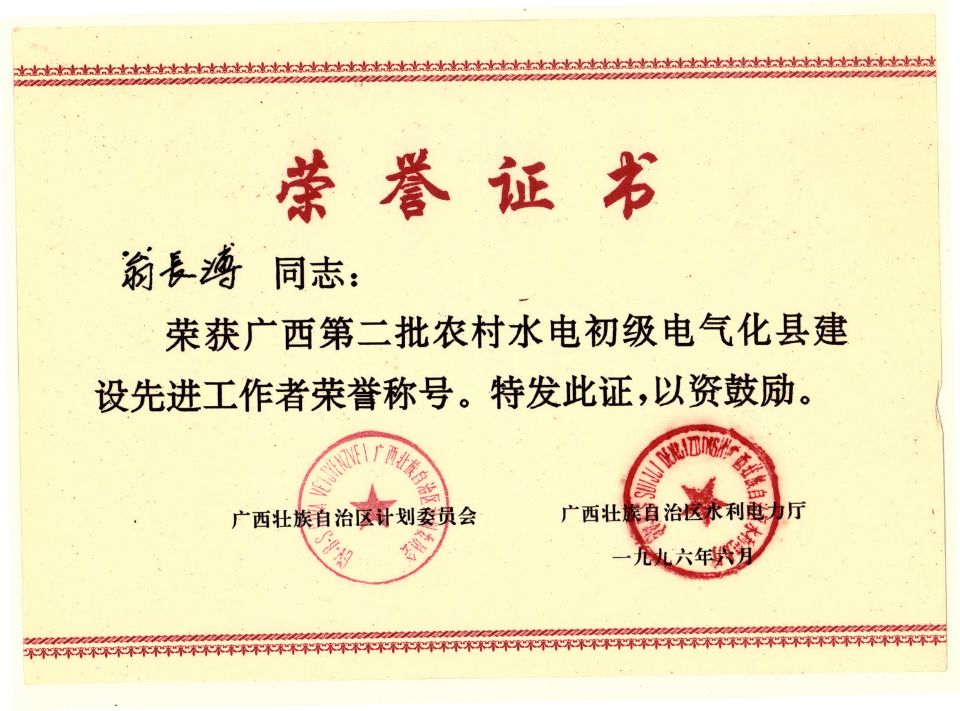 荣誉证书
翁長溥 同志：
荣获广西第二批农村水电初级电气化县建
设先进工作者荣誉称号。特发此证，以资鼓励。
广西壮族自治区计划委员会
广西壮族自治区水利电力厅
一九九六年六月